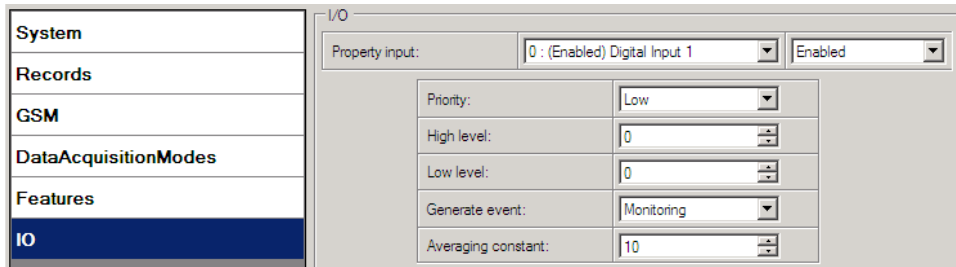 System
Records
GSM
DataAcquisitionModes
Features
IO
I/O
Property input: 0 : (Enabled) Digital Input 1 Enabled
Priority: Low
High level: 0
Low level: 0
Generate event: Monitoring
Averaging constant: 10